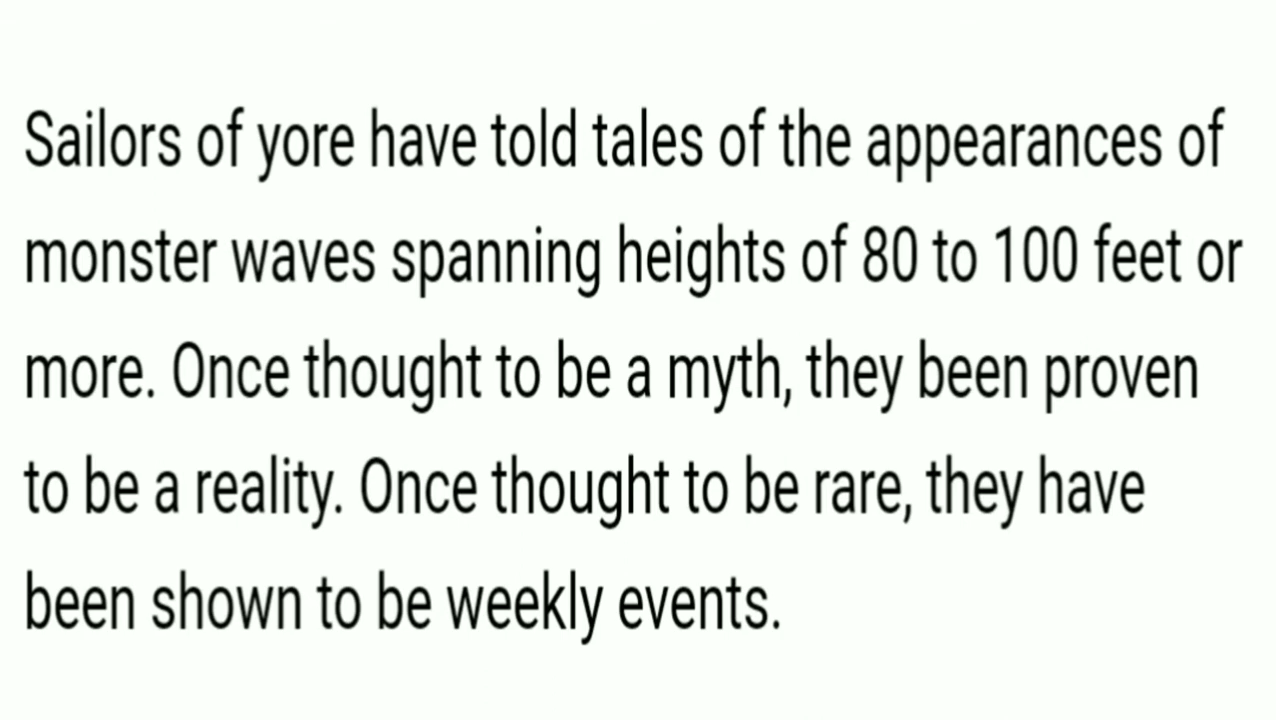 Sailors of yore have told tales of the appearances of
monster waves spanning heights of 80 to 100 feet or
more. Once thought to be a myth, they been proven
to be a reality. Once thought to be rare, they have
been shown to be weekly events.